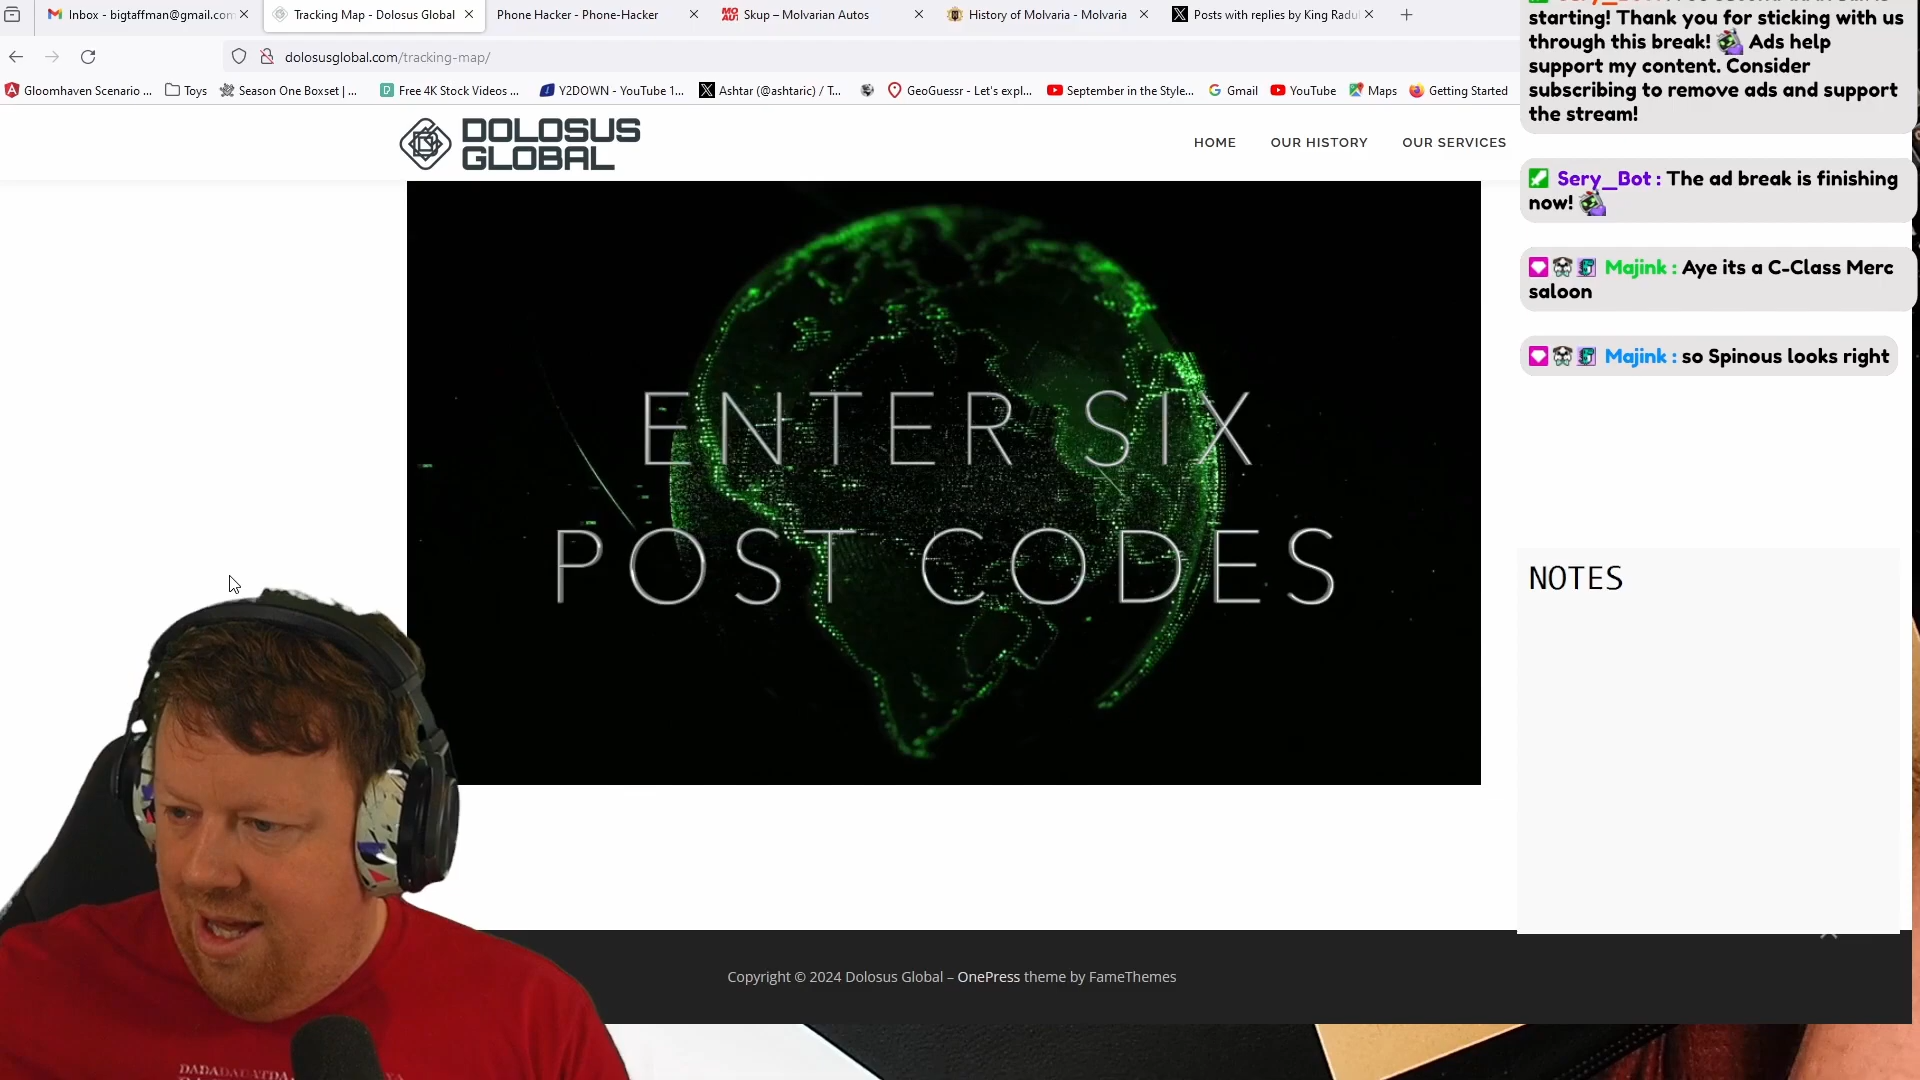 Inbox - bigtaffman@gmail.com
Tracking Map - Dolosus Global
Phone Hacker - Phone-Hacker
Skup – Molvarian Autos
History of Molvaria - Molvaria
Posts with replies by King Radul
dolosusglobal.com/tracking-map/
Gloomhaven Scenario ...
Toys
Season One Boxset | ...
Free 4K Stock Videos ...
Y2DOWN - YouTube 1...
Ashtar (@ashtaric) / T...
GeoGuessr - Let's expl...
September in the Style...
Gmail
YouTube
Maps
Getting Started
DOLOSUS
GLOBAL
HOME
OUR HISTORY
OUR SERVICES
ENTER SIX
POST CODES
starting! Thank you for sticking with us
through this break! Ads help
support my content. Consider
subscribing to remove ads and support
the stream!
Sery_Bot : The ad break is finishing
now!
Majink : Aye its a C-Class Merc
saloon
Majink : so Spinous looks right
NOTES
Copyright © 2024 Dolosus Global – OnePress theme by FameThemes